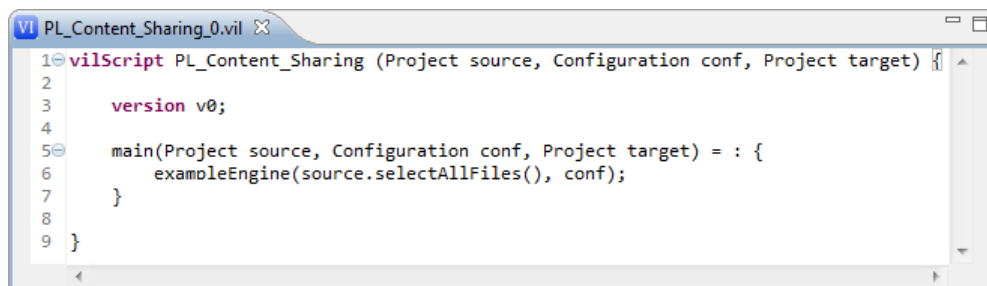 VI PL_Content_Sharing_0.vil
1 vilScript PL_Content_Sharing (Project source, Configuration conf, Project target) {
2
3 version v0;
4
5 main(Project source, Configuration conf, Project target) = : {
6 exampleEngine(source.selectAllFiles(), conf);
7 }
8
9 }